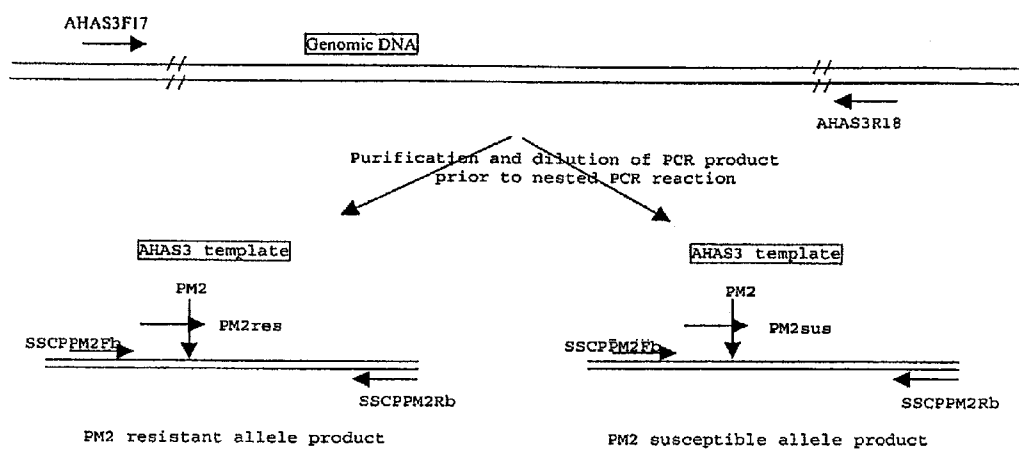 AHAS3F17
Genomic DNA
AHAS3R18
Purification and dilution of PCR product
prior to nested PCR reaction
AHAS3 template
AHAS3 template
PM2
PM2
PM2res
PM2sus
SSCPPM2Fb
SSCPPM2Fb
SSCPPM2Rb
SSCPPM2Rb
PM2 resistant allele product
PM2 susceptible allele product